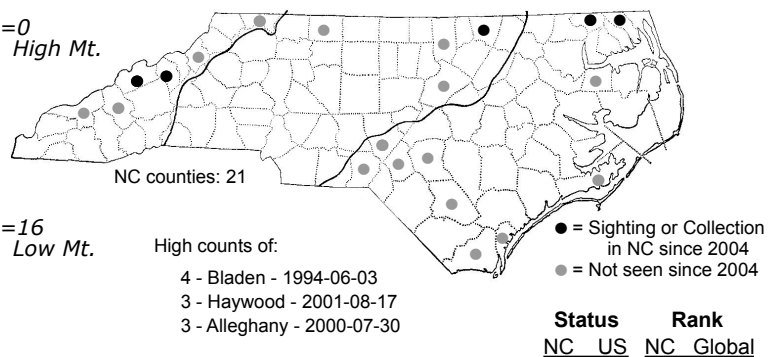 =0
High Mt.
NC counties: 21
=16
Low Mt.
High counts of:
4 - Bladen - 1994-06-03
3 - Haywood - 2001-08-17
3 - Alleghany - 2000-07-30
● = Sighting or Collection
in NC since 2004
● = Not seen since 2004
Status Rank
NC US NC Global